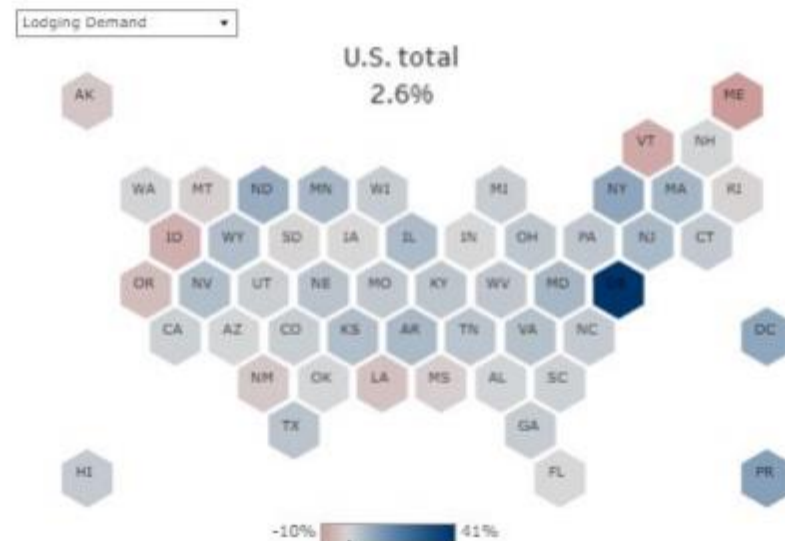 Lodging Demand
U.S. total
2.6%
AK
ME
VT NH
WA MT ND MN WI MI NY MA RI
ID WY SD IA IL IN OH PA NJ CT
OR NV UT NE MO KY WV MD
CA AZ CO KS AR TN VA NC DC
NM OK LA MS AL SC
TX GA
HI FL PR
-10% 41%